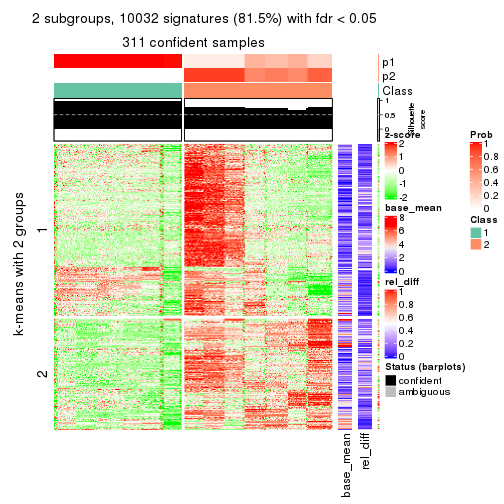 2 subgroups, 10032 signatures (81.5%) with fdr < 0.05
311 confident samples
p1
p2
Class
1
0.5
0
Silhouette
score
k-means with 2 groups
1
2
base_mean
rel_diff
z-score
2
1
0
-1
-2
base_mean
8
6
4
2
0
rel_diff
1
0.8
0.6
0.4
0.2
0
Status (barplots)
confident
ambiguous
Prob
1
0.8
0.6
0.4
0.2
0
Class
1
2